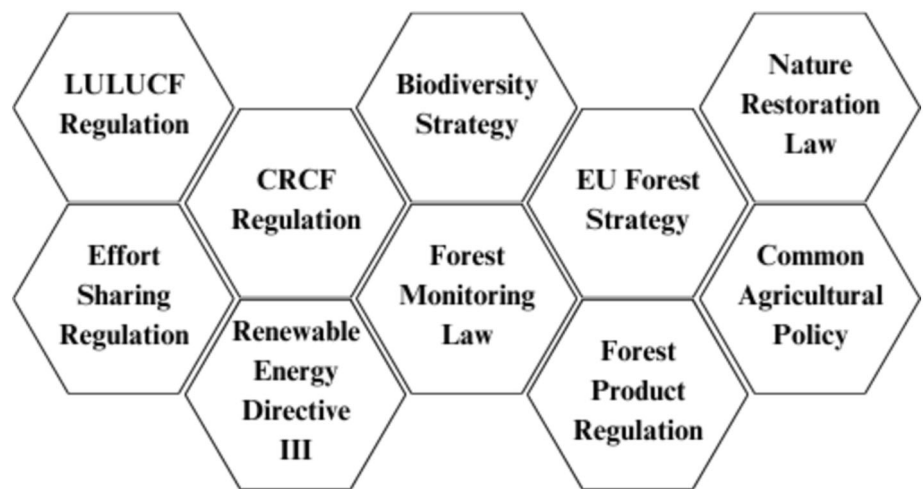 LULUCF
Regulation
Biodiversity
Strategy
Nature
Restoration
Law
CRCF
Regulation
EU Forest
Strategy
Effort
Sharing
Regulation
Forest
Monitoring
Law
Common
Agricultural
Policy
Renewable
Energy
Directive
III
Forest
Product
Regulation